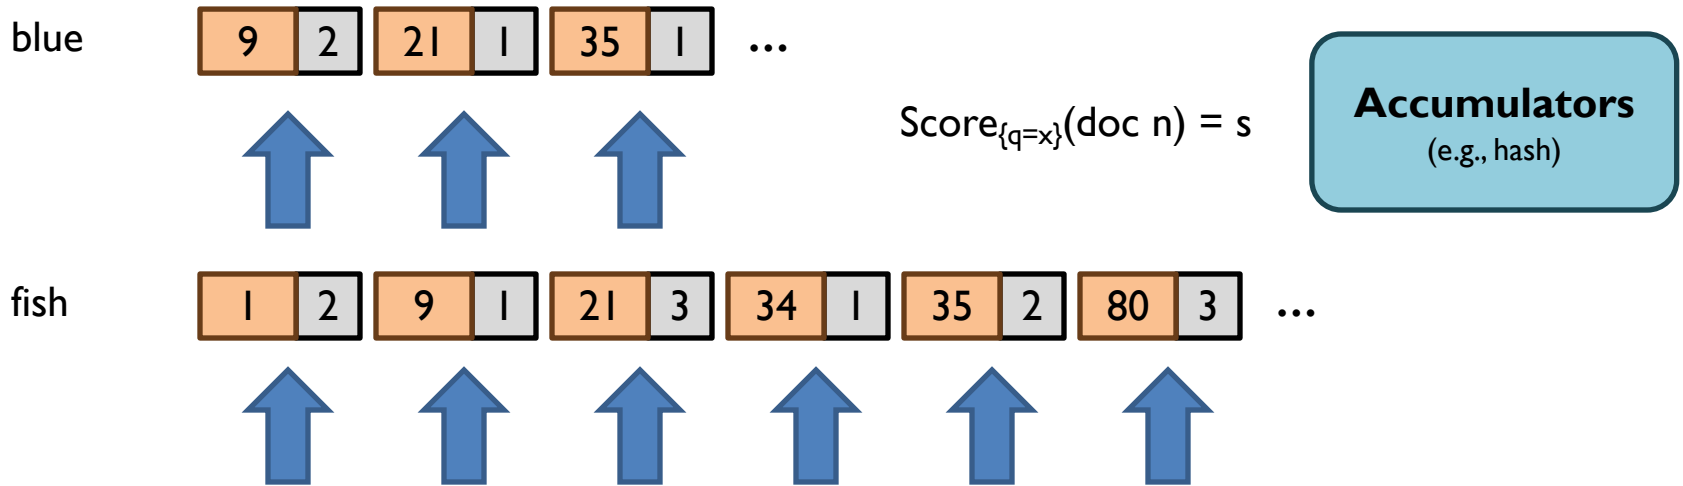 blue 9 2 21 1 35 1 ...
Score{q=x}(doc n) = s
Accumulators
(e.g., hash)
fish 1 2 9 1 21 3 34 1 35 2 80 3 ...